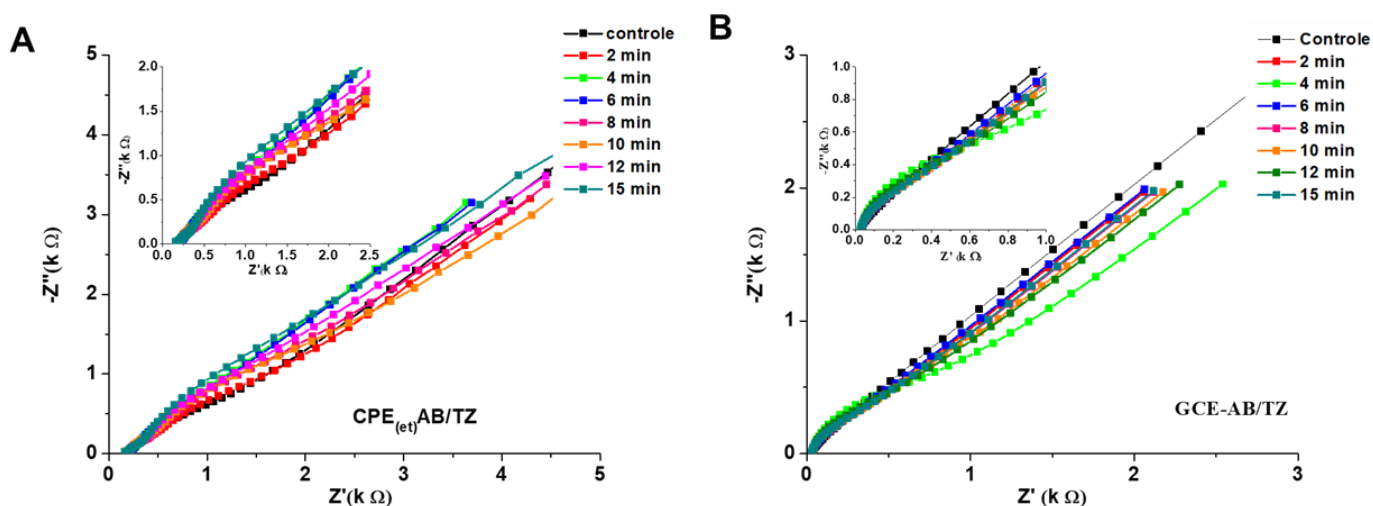 A
5
4
3
2
1
0
-Z''(k Ω)
0
1
2
3
4
5
Z'(k Ω)
2.0
1.5
1.0
0.5
0.0
-Z''(k Ω)
0.0
0.5
1.0
1.5
2.0
2.5
Z'(k Ω)
controle
2 min
4 min
6 min
8 min
10 min
12 min
15 min
CPE(et)AB/TZ
B
3
2
1
0
-Z''(k Ω)
0
1
2
3
Z' (k Ω)
1.0
0.8
0.6
0.4
0.2
0.0
-Z''(k Ω)
0.0
0.2
0.4
0.6
0.8
1.0
Z' (k Ω)
Controle
2 min
4 min
6 min
8 min
10 min
12 min
15 min
GCE-AB/TZ